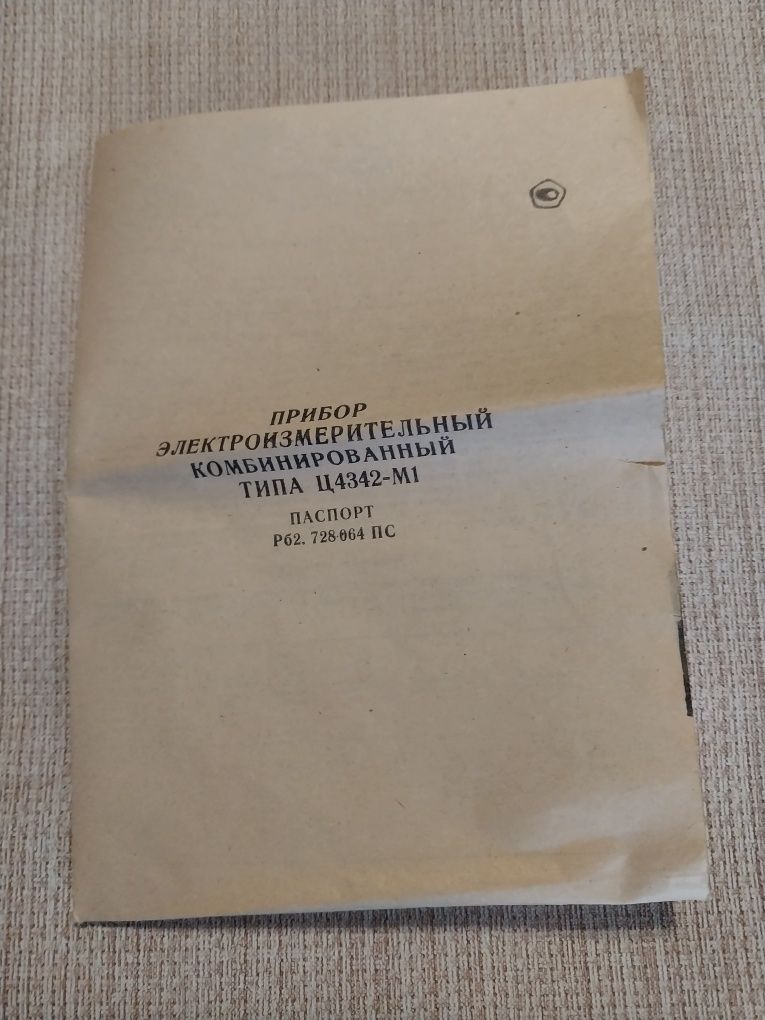 ПРИБОР
ЭЛЕКТРОИЗМЕРИТЕЛЬНЫЙ
КОМБИНИРОВАННЫЙ
ТИПА Ц4342-М1
ПАСПОРТ
Рб2. 728·064 ПС